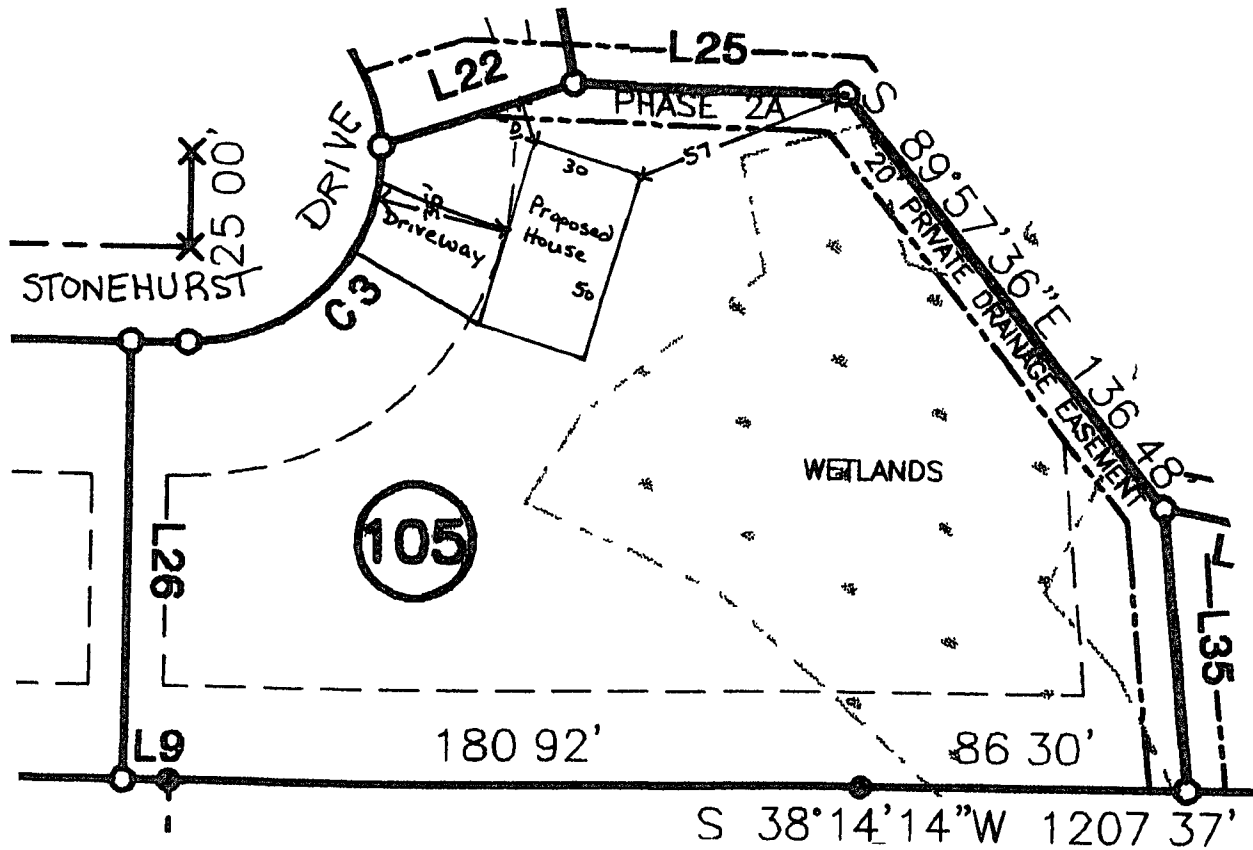 L25
L22
PHASE 2A
S 89°57'36"E 136 48'
20' PRIVATE DRAINAGE EASEMENT
57
30
Proposed
House
50
Driveway
DRIVE
25 00'
STONEHURST
C3
WETLANDS
105
L26
L35
L9
180 92'
86 30'
S 38°14'14"W 1207 37'